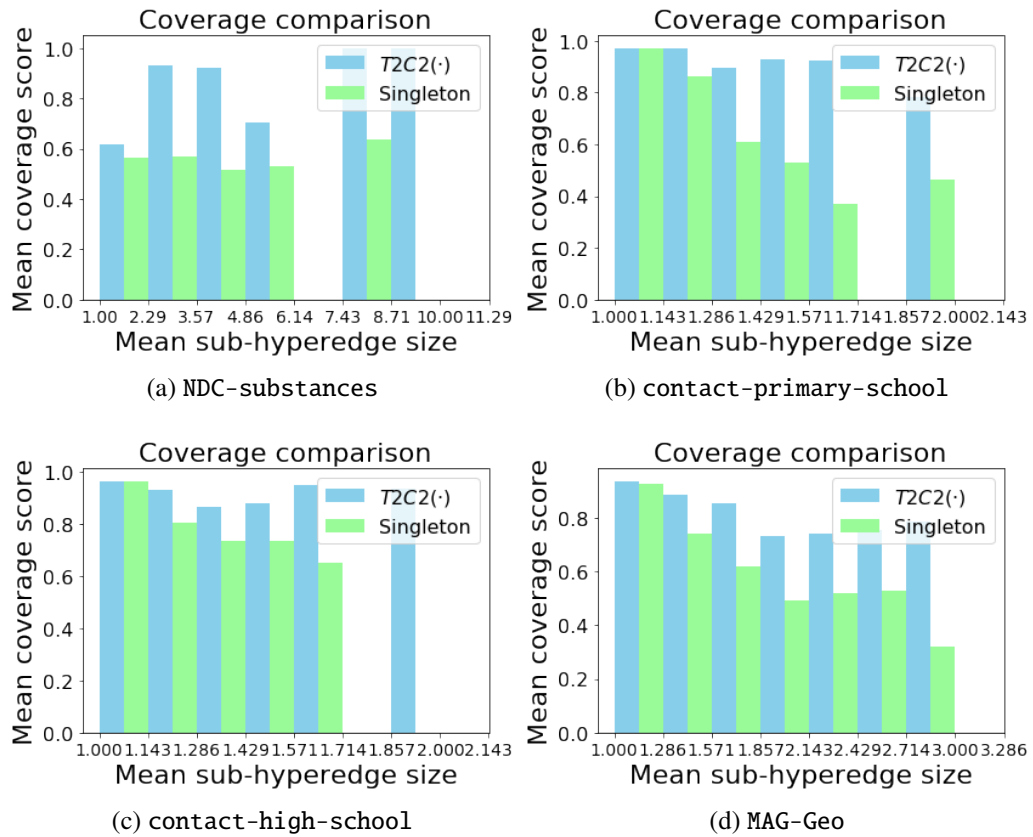 Coverage comparison
Mean coverage score
1.0
0.8
0.6
0.4
0.2
0.0
T2C2(·)
Singleton
1.00 2.29 3.57 4.86 6.14 7.43 8.71 10.00 11.29
Mean sub-hyperedge size
(a) NDC-substances
Coverage comparison
Mean coverage score
1.0
0.8
0.6
0.4
0.2
0.0
T2C2(·)
Singleton
1.000 1.143 1.286 1.429 1.571 1.714 1.857 2.000 2.143
Mean sub-hyperedge size
(b) contact-primary-school
Coverage comparison
Mean coverage score
1.0
0.8
0.6
0.4
0.2
0.0
T2C2(·)
Singleton
1.000 1.143 1.286 1.429 1.571 1.714 1.857 2.000 2.143
Mean sub-hyperedge size
(c) contact-high-school
Coverage comparison
Mean coverage score
0.8
0.6
0.4
0.2
0.0
T2C2(·)
Singleton
1.000 1.286 1.571 1.857 2.143 2.429 2.714 3.000 3.286
Mean sub-hyperedge size
(d) MAG-Geo